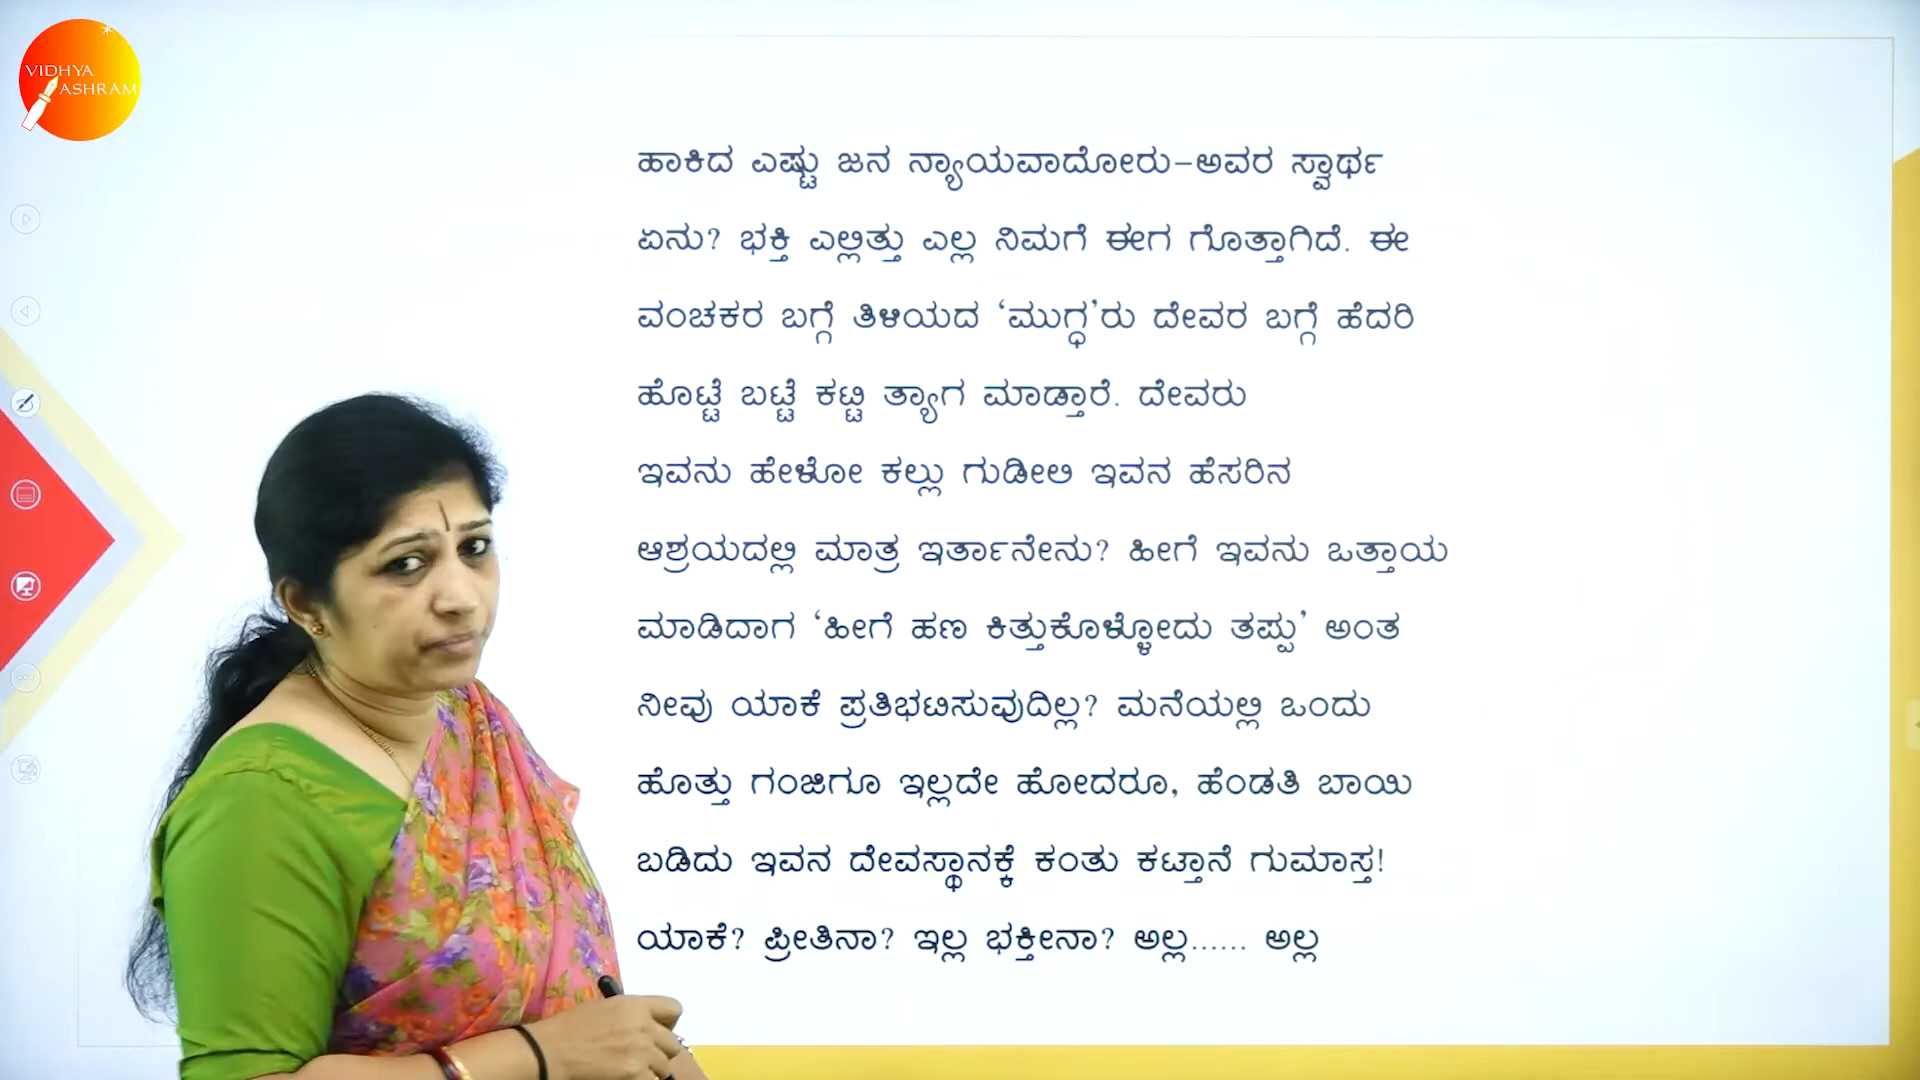 VIDHYA
ASHRAM
ಹಾಕಿದ ಎಷ್ಟು ಜನ ನ್ಯಾಯವಾದೋರು–ಅವರ ಸ್ವಾರ್ಥ
ಏನು? ಭಕ್ತಿ ಎಲ್ಲಿತ್ತು ಎಲ್ಲ ನಿಮಗೆ ಈಗ ಗೊತ್ತಾಗಿದೆ. ಈ
ವಂಚಕರ ಬಗ್ಗೆ ತಿಳಿಯದ ‘ಮುಗ್ಧ’ರು ದೇವರ ಬಗ್ಗೆ ಹೆದರಿ
ಹೊಟ್ಟೆ ಬಟ್ಟೆ ಕಟ್ಟಿ ತ್ಯಾಗ ಮಾಡ್ತಾರೆ. ದೇವರು
ಇವನು ಹೇಳೋ ಕಲ್ಲು ಗುಡೀಲಿ ಇವನ ಹೆಸರಿನ
ಆಶ್ರಯದಲ್ಲಿ ಮಾತ್ರ ಇರ್ತಾನೇನು? ಹೀಗೆ ಇವನು ಒತ್ತಾಯ
ಮಾಡಿದಾಗ ‘ಹೀಗೆ ಹಣ ಕಿತ್ತುಕೊಳ್ಳೋದು ತಪ್ಪು’ ಅಂತ
ನೀವು ಯಾಕೆ ಪ್ರತಿಭಟಿಸುವುದಿಲ್ಲ? ಮನೆಯಲ್ಲಿ ಒಂದು
ಹೊತ್ತು ಗಂಜಿಗೂ ಇಲ್ಲದೇ ಹೋದರೂ, ಹೆಂಡತಿ ಬಾಯಿ
ಬಡಿದು ಇವನ ದೇವಸ್ಥಾನಕ್ಕೆ ಕಂತು ಕಟ್ತಾನೆ ಗುಮಾಸ್ತ!
ಯಾಕೆ? ಪ್ರೀತಿನಾ? ಇಲ್ಲ ಭಕ್ತೀನಾ? ಅಲ್ಲ...... ಅಲ್ಲ